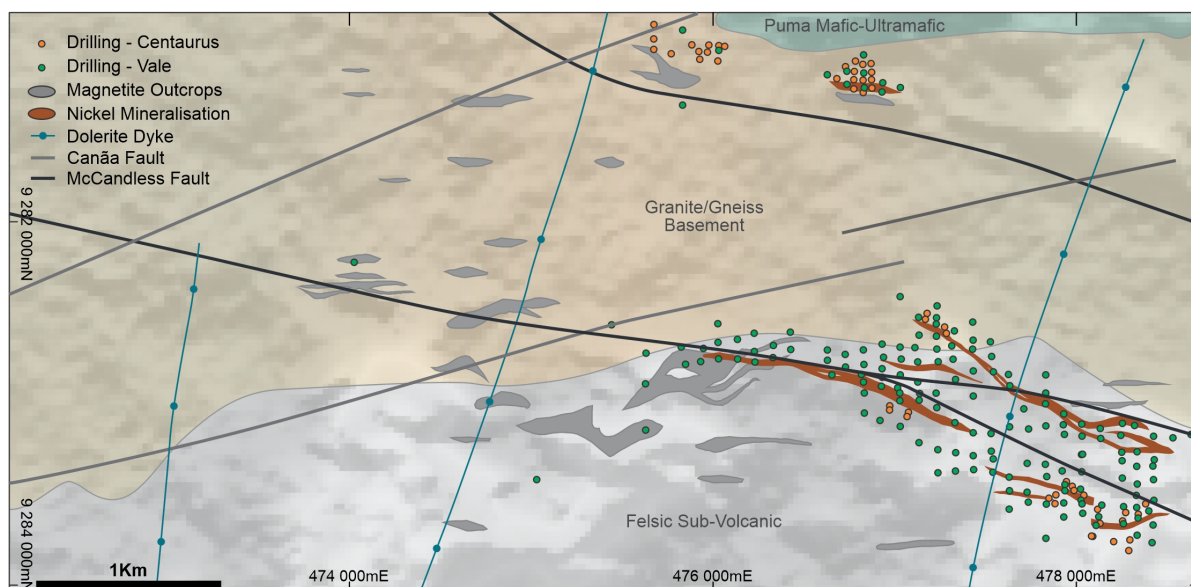 Drilling - Centaurus
Drilling - Vale
Magnetite Outcrops
Nickel Mineralisation
Dolerite Dyke
Canãa Fault
McCandless Fault
Puma Mafic-Ultramafic
Granite/Gneiss
Basement
Felsic Sub-Volcanic
9 282 000mN
9 284 000mN
1Km
474 000mE
476 000mE
478 000mE